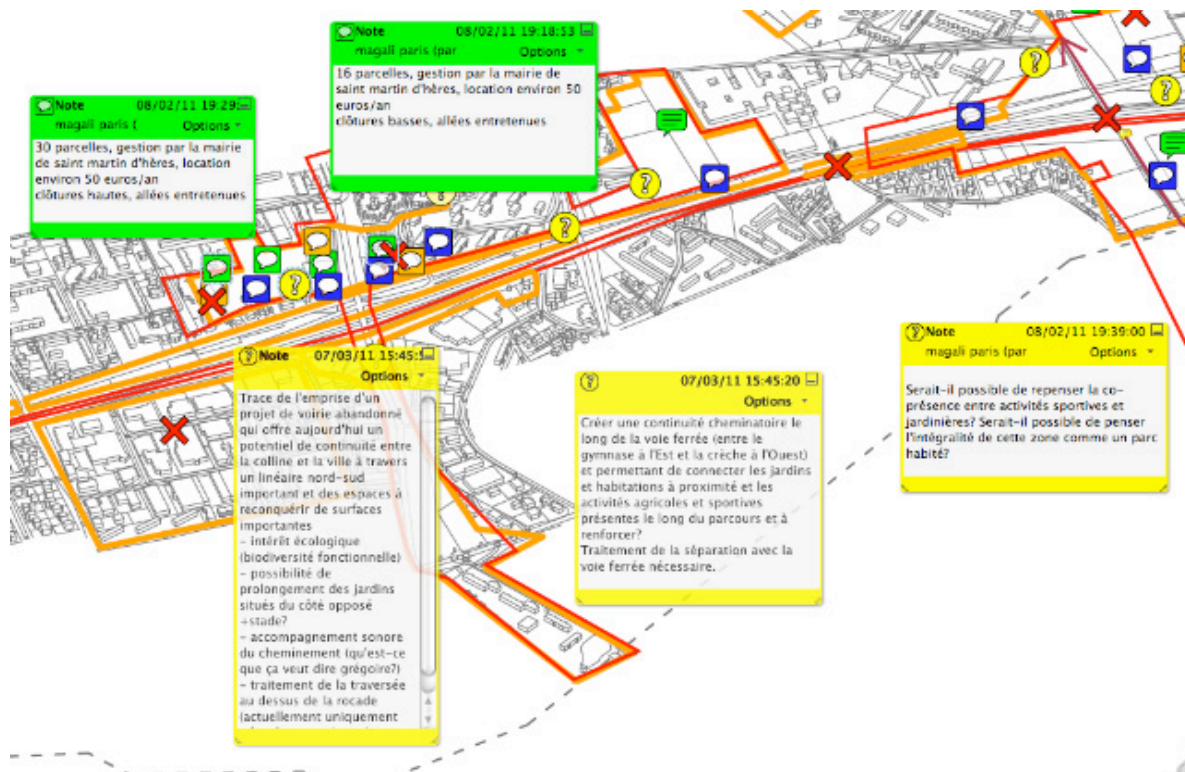 Note 08/02/11 19:18:53
magali paris (par Options
16 parcelles, gestion par la mairie de
saint martin d'hères, location environ 50
euros/an
clôtures basses, allées entretenues
Note 08/02/11 19:29:
magali paris ( Options
30 parcelles, gestion par la mairie
de saint martin d'hères, location
environ 50 euros/an
clôtures hautes, allées entretenues
Note 07/03/11 15:45:
Options
Trace de l'emprise d'un
projet de voirie abandonné
qui offre aujourd'hui un
potentiel de continuité entre
la colline et la ville à travers
un linéaire nord-sud
important et des espaces à
reconquérir de surfaces
importantes
- intérêt écologique
(biodiversité fonctionnelle)
- possibilité de
prolongement des jardins
situés du côté opposé
+stade?
- accompagnement sonore
du cheminement (qu'est-ce
que ça veut dire grégoire?)
- traitement de la traversée
au dessus de la rocade
(actuellement uniquement
07/03/11 15:45:20
Options
Créer une continuité cheminatoire le
long de la voie ferrée (entre le
gymnase à l'Est et la crèche à l'Ouest)
et permettant de connecter les jardins
et habitations à proximité et les
activités agricoles et sportives
présentes le long du parcours et à
renforcer?
Traitement de la séparation avec la
voie ferrée nécessaire.
Note 08/02/11 19:39:00
magali paris (par Options
Serait-il possible de repenser la co-
présence entre activités sportives et
jardinières? Serait-il possible de penser
l'intégralité de cette zone comme un parc
habité?